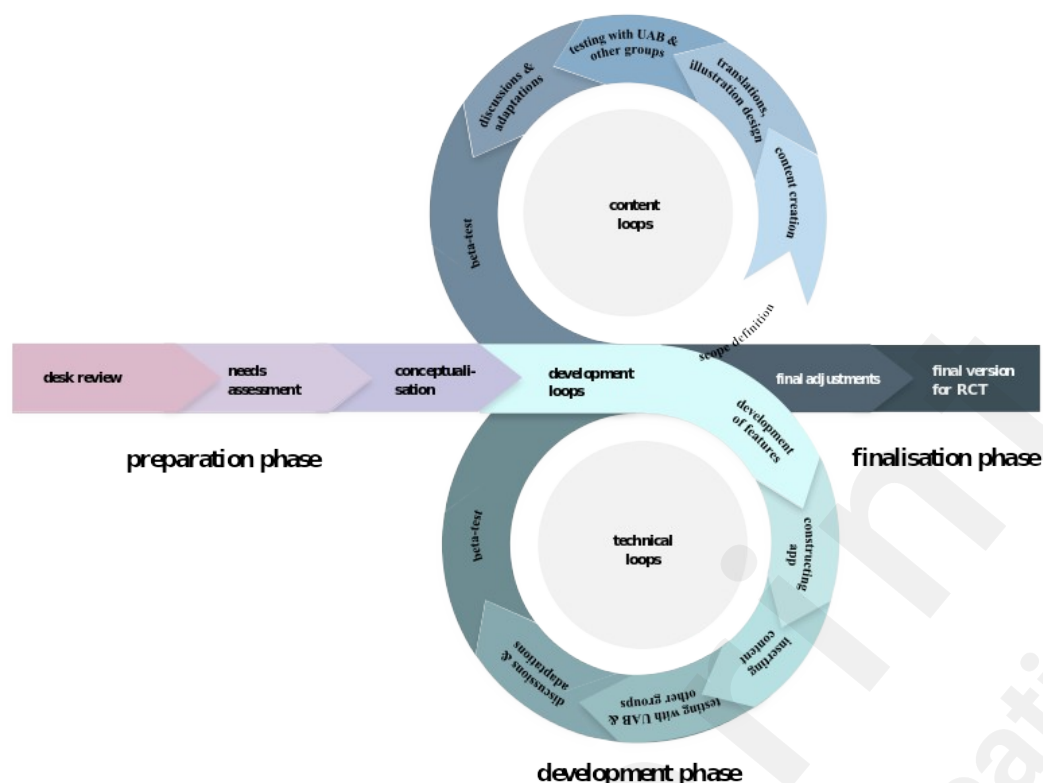 testing with UAB &
other groups
translations,
illustration design
discussions &
adaptations
content creation
content
loops
beta-test
scope definition
desk review
needs
assessment
conceptuali-
sation
development
loops
final adjustments
final version
for RCT
development
of features
preparation phase
finalisation phase
beta-test
technical
loops
constructing
app
inserting
content
discussions &
adaptations
testing with UAB &
other groups
development phase